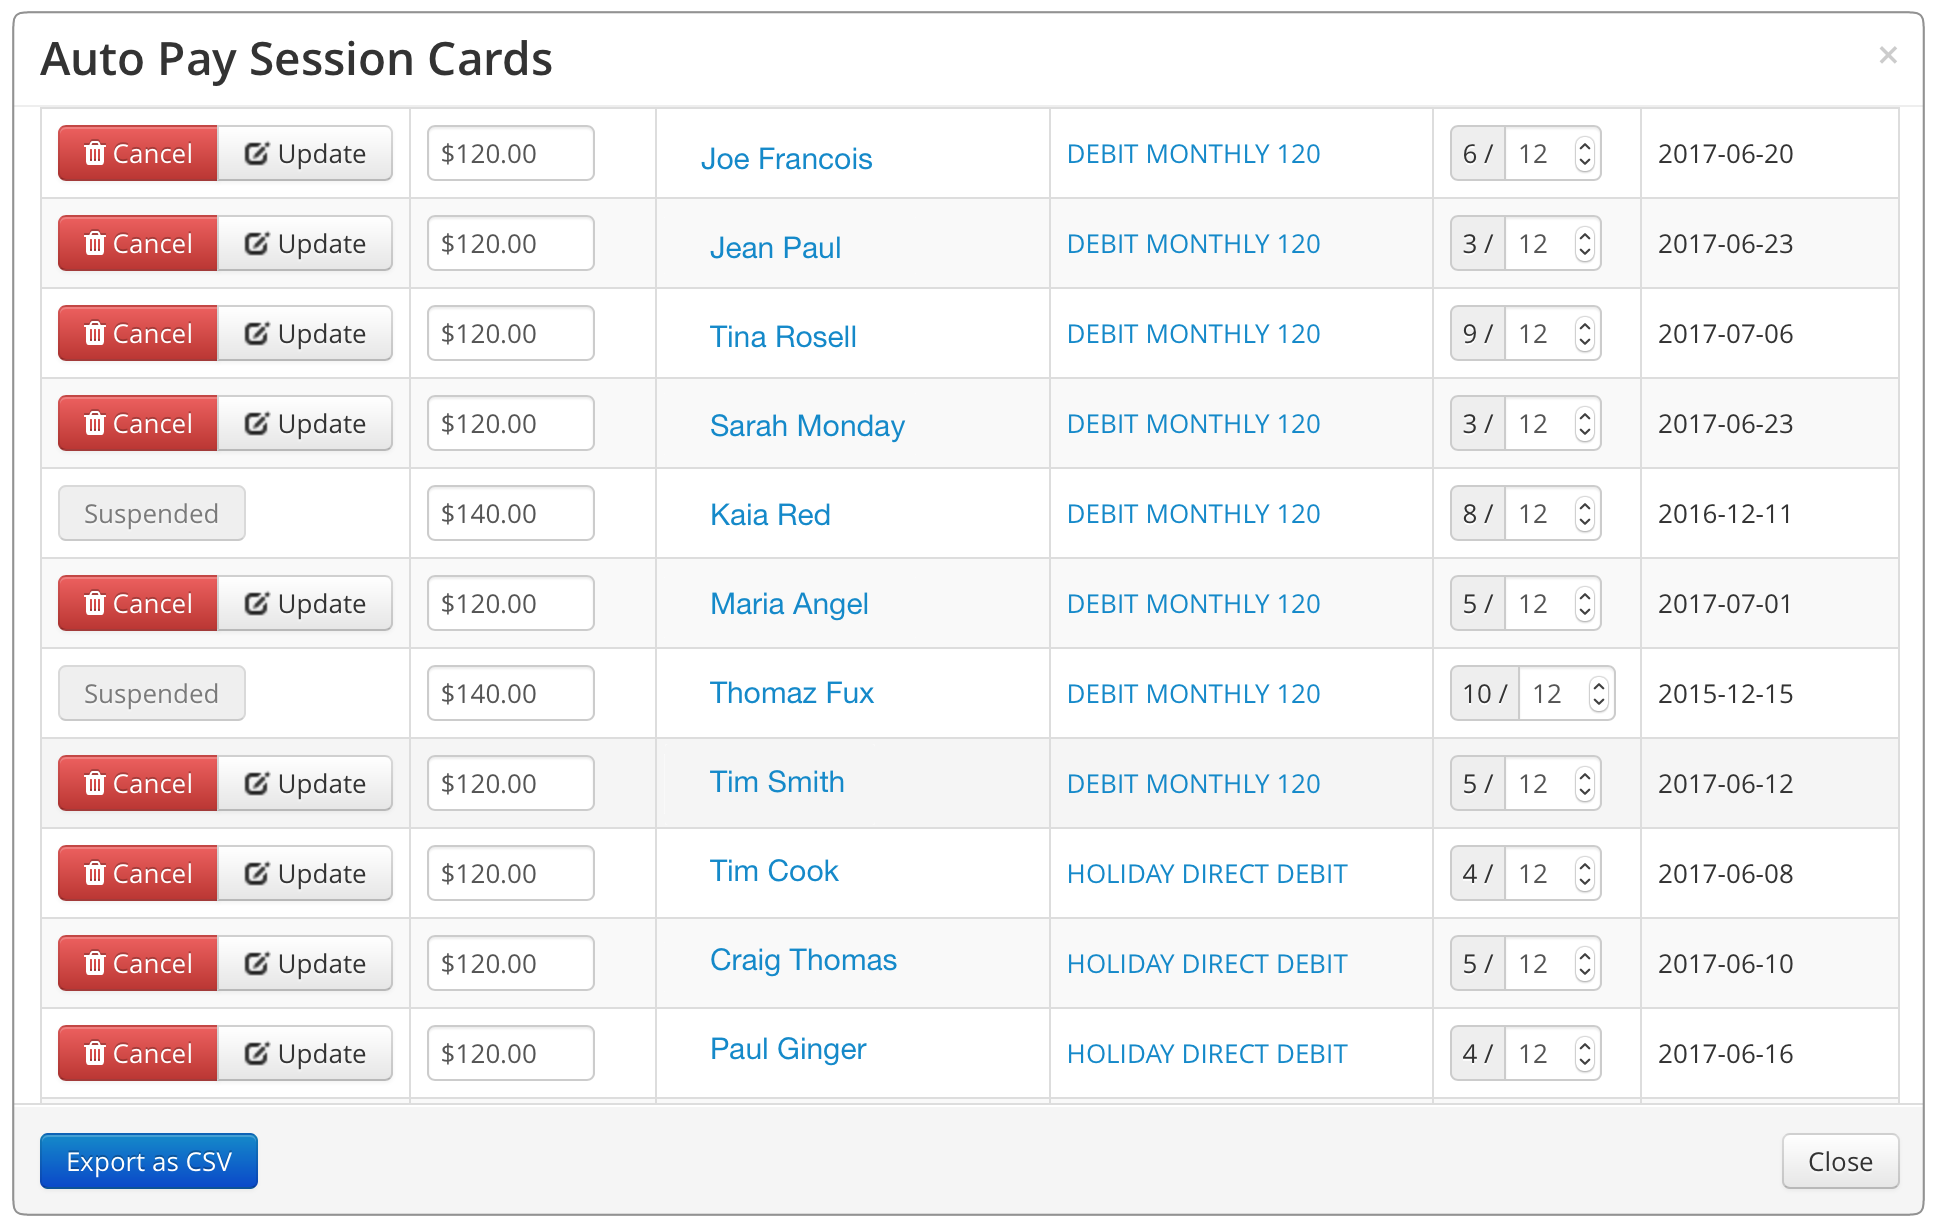 Auto Pay Session Cards ×
Cancel Update $120.00 Joe Francois DEBIT MONTHLY 120 6 / 12 2017-06-20
Cancel Update $120.00 Jean Paul DEBIT MONTHLY 120 3 / 12 2017-06-23
Cancel Update $120.00 Tina Rosell DEBIT MONTHLY 120 9 / 12 2017-07-06
Cancel Update $120.00 Sarah Monday DEBIT MONTHLY 120 3 / 12 2017-06-23
Suspended $140.00 Kaia Red DEBIT MONTHLY 120 8 / 12 2016-12-11
Cancel Update $120.00 Maria Angel DEBIT MONTHLY 120 5 / 12 2017-07-01
Suspended $140.00 Thomaz Fux DEBIT MONTHLY 120 10 / 12 2015-12-15
Cancel Update $120.00 Tim Smith DEBIT MONTHLY 120 5 / 12 2017-06-12
Cancel Update $120.00 Tim Cook HOLIDAY DIRECT DEBIT 4 / 12 2017-06-08
Cancel Update $120.00 Craig Thomas HOLIDAY DIRECT DEBIT 5 / 12 2017-06-10
Cancel Update $120.00 Paul Ginger HOLIDAY DIRECT DEBIT 4 / 12 2017-06-16
Export as CSV Close